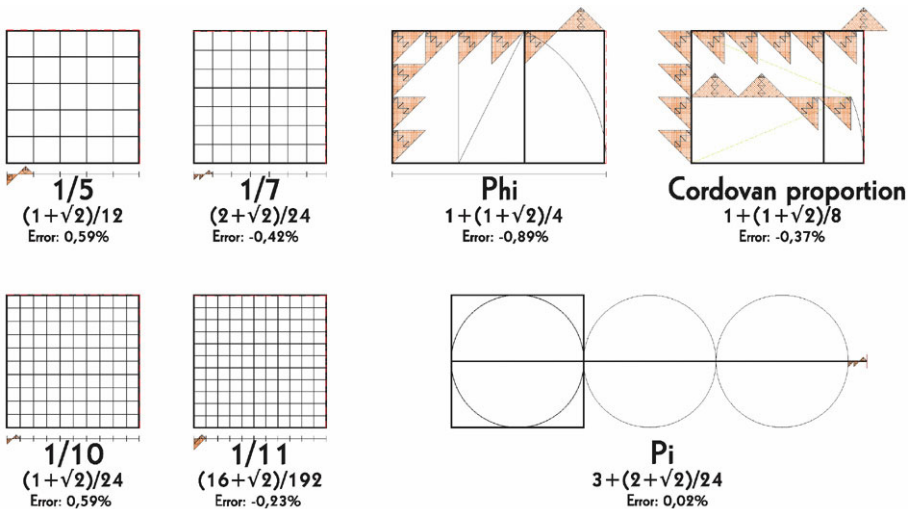 1/5
(1+√2)/12
Error: 0,59%
1/7
(2+√2)/24
Error: -0,42%
Phi
1+(1+√2)/4
Error: -0,89%
Cordovan proportion
1+(1+√2)/8
Error: -0,37%
1/10
(1+√2)/24
Error: 0,59%
1/11
(16+√2)/192
Error: -0,23%
Pi
3+(2+√2)/24
Error: 0,02%